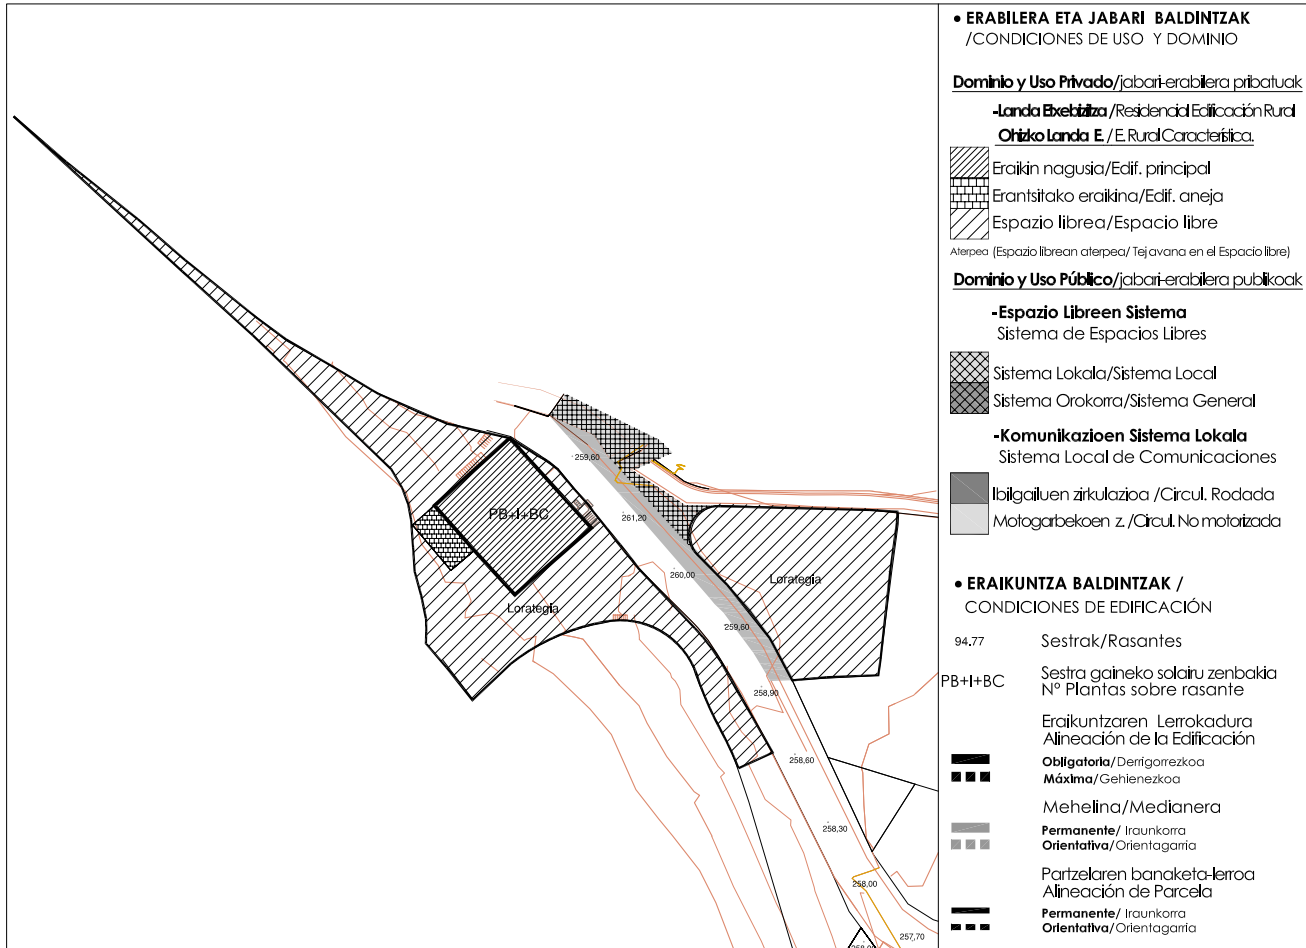 • ERABILERA ETA JABARI BALDINTZAK
/CONDICIONES DE USO Y DOMINIO
Dominio y Uso Privado/jabari-erabilera pribatuak
-Landa Etxebizitza/Residencial Edificación Rural
Ohizko Landa E./E. Rural Característica.
Eraikin nagusia/Edif. principal
Erantsitako eraikina/Edif. aneja
Espazio librea/Espacio libre
Aterpea (Espazio librean aterpea/ Tejavana en el Espacio libre)
Dominio y Uso Público/jabari-erabilera publikoak
-Espazio Libreen Sistema
Sistema de Espacios Libres
Sistema Lokala/Sistema Local
Sistema Orokorra/Sistema General
-Komunikazioen Sistema Lokala
Sistema Local de Comunicaciones
Ibilgailuen zirkulazioa /Circul. Rodada
Motogarbekoen z. /Circul. No motorizada
• ERAIKUNTZA BALDINTZAK /
CONDICIONES DE EDIFICACIÓN
94.77 Sestrak/Rasantes
PB+I+BC Sestra gaineko solairu zenbakia
Nº Plantas sobre rasante
Eraikuntzaren Lerrokadura
Alineación de la Edificación
Obligatoria/Derrigorrezkoa
Máxima/Gehienezkoa
Mehelina/Medianera
Permanente/ Iraunkorra
Orientativa/Orientagarria
Partzelaren banaketa-lerroa
Alineación de Parcela
Permanente/ Iraunkorra
Orientativa/Orientagarria
259,60
PB+I+BC
261,20
260,00
Lorategia
Lorategia
259,60
258,90
258,60
258,30
258,00
257,70
258,00